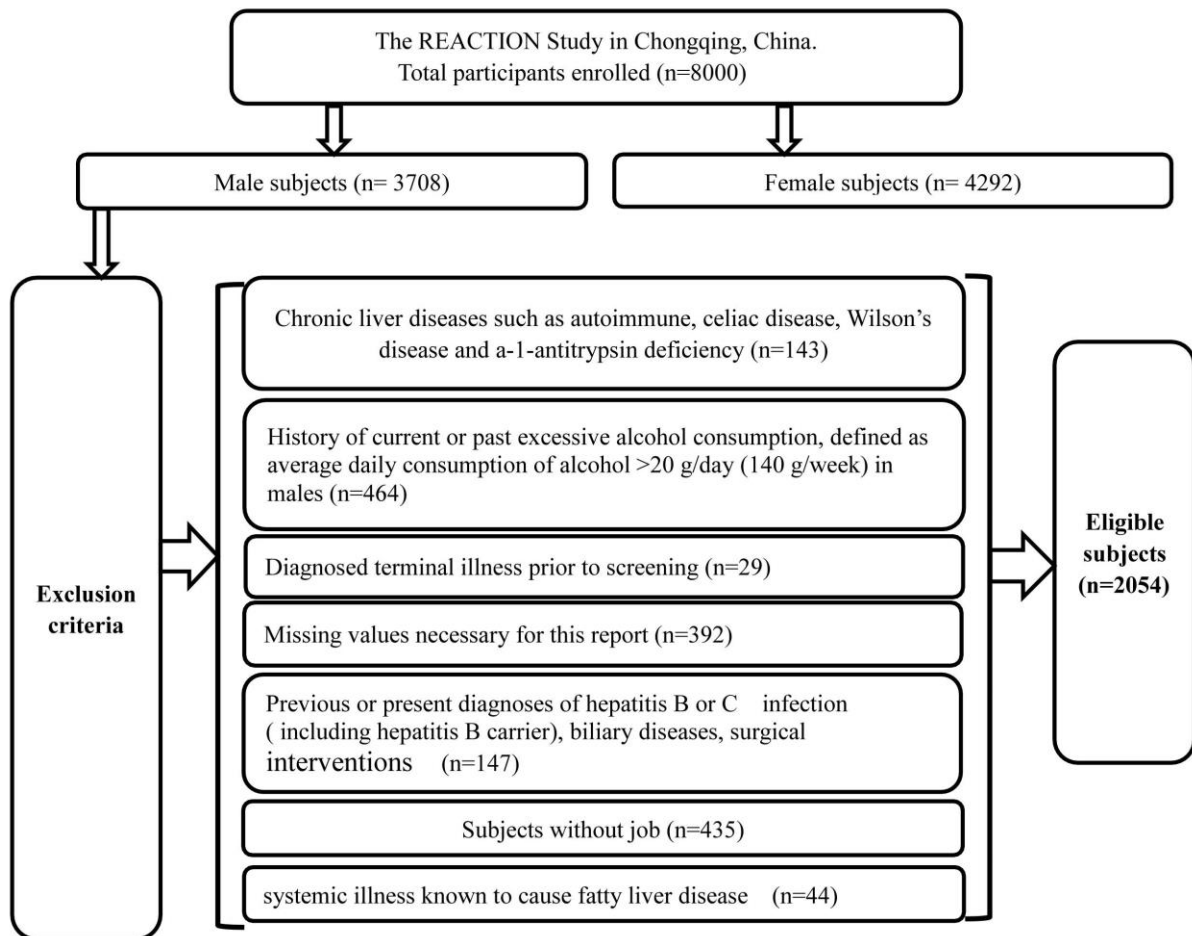 The REACTION Study in Chongqing, China.
Total participants enrolled (n=8000)
Male subjects (n= 3708)
Female subjects (n= 4292)
Exclusion
criteria
Chronic liver diseases such as autoimmune, celiac disease, Wilson’s
disease and a-1-antitrypsin deficiency (n=143)
History of current or past excessive alcohol consumption, defined as
average daily consumption of alcohol >20 g/day (140 g/week) in
males (n=464)
Diagnosed terminal illness prior to screening (n=29)
Missing values necessary for this report (n=392)
Previous or present diagnoses of hepatitis B or C infection
( including hepatitis B carrier), biliary diseases, surgical
interventions (n=147)
Subjects without job (n=435)
systemic illness known to cause fatty liver disease (n=44)
Eligible
subjects
(n=2054)